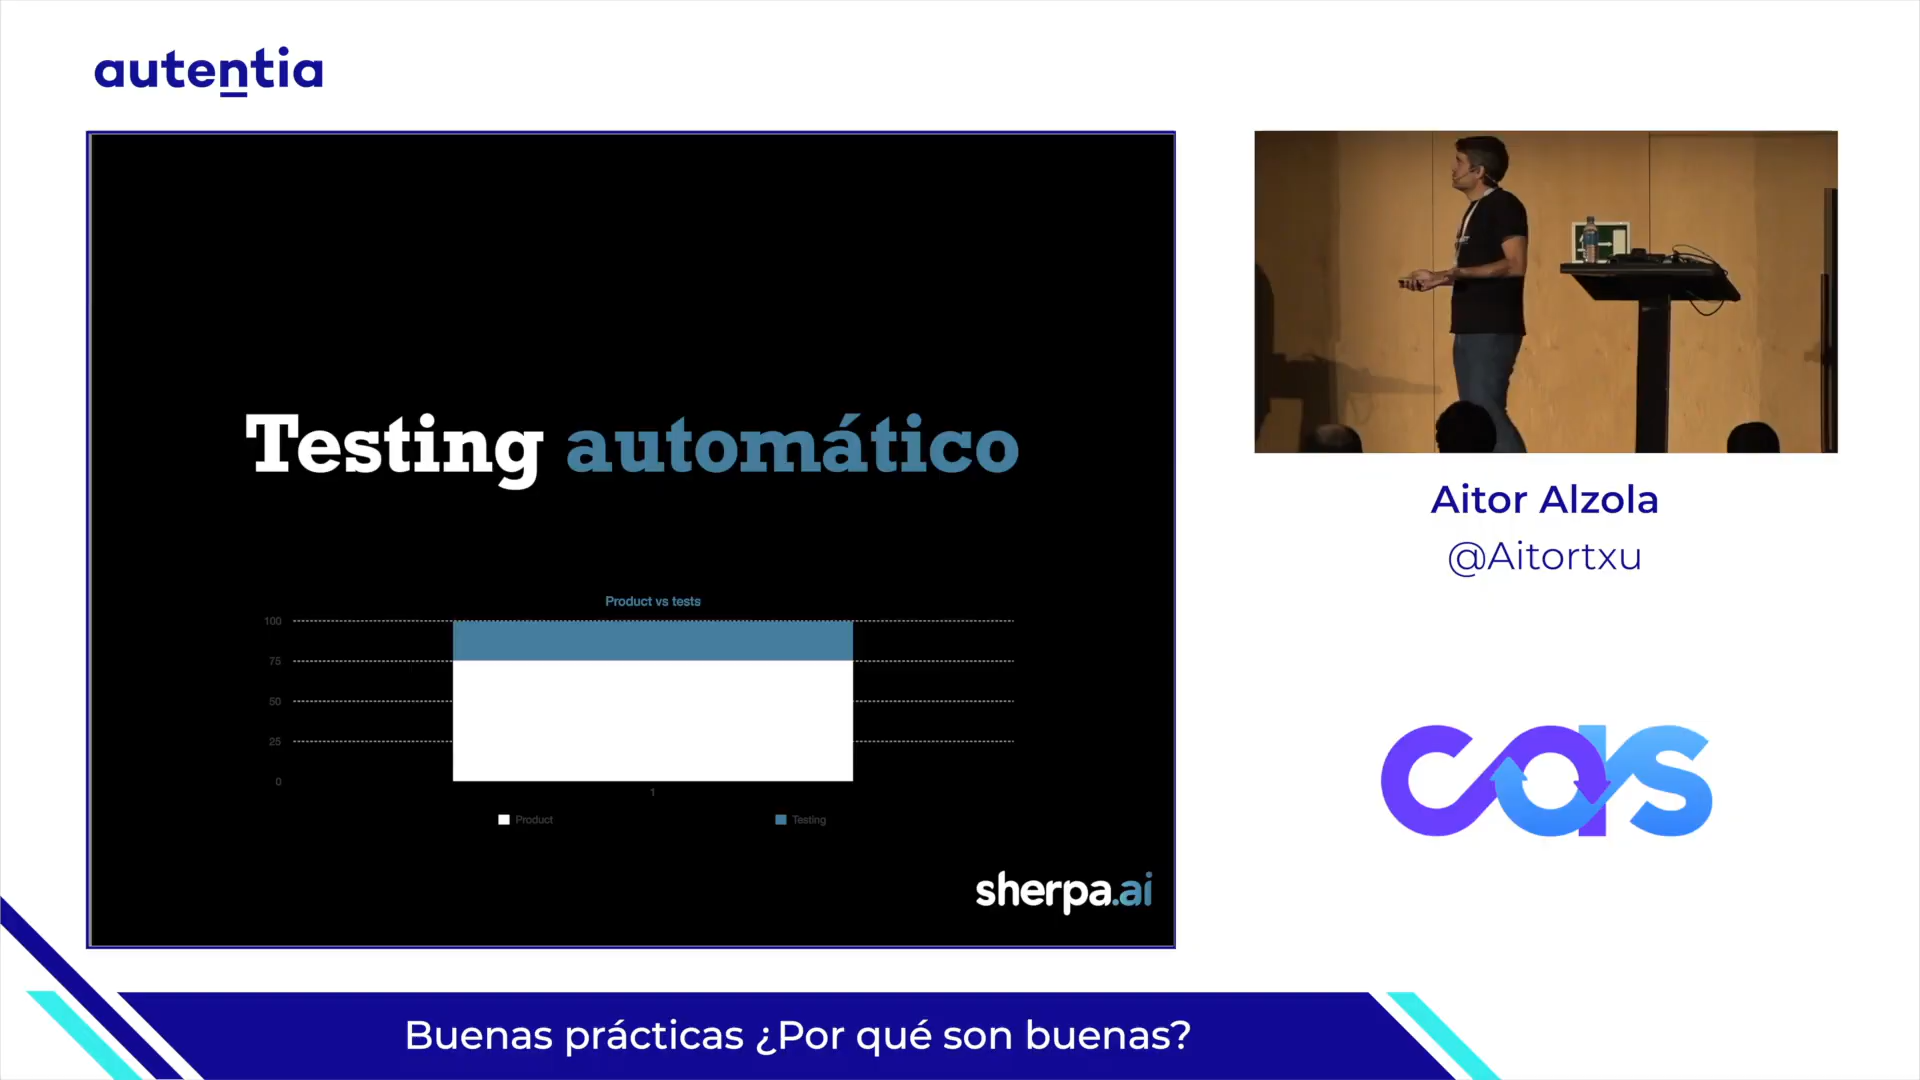 autentia
Testing automático
Product vs tests
100
75
50
25
0
1
Product
Testing
sherpa.ai
Aitor Alzola
@Aitortxu
cas
Buenas prácticas ¿Por qué son buenas?